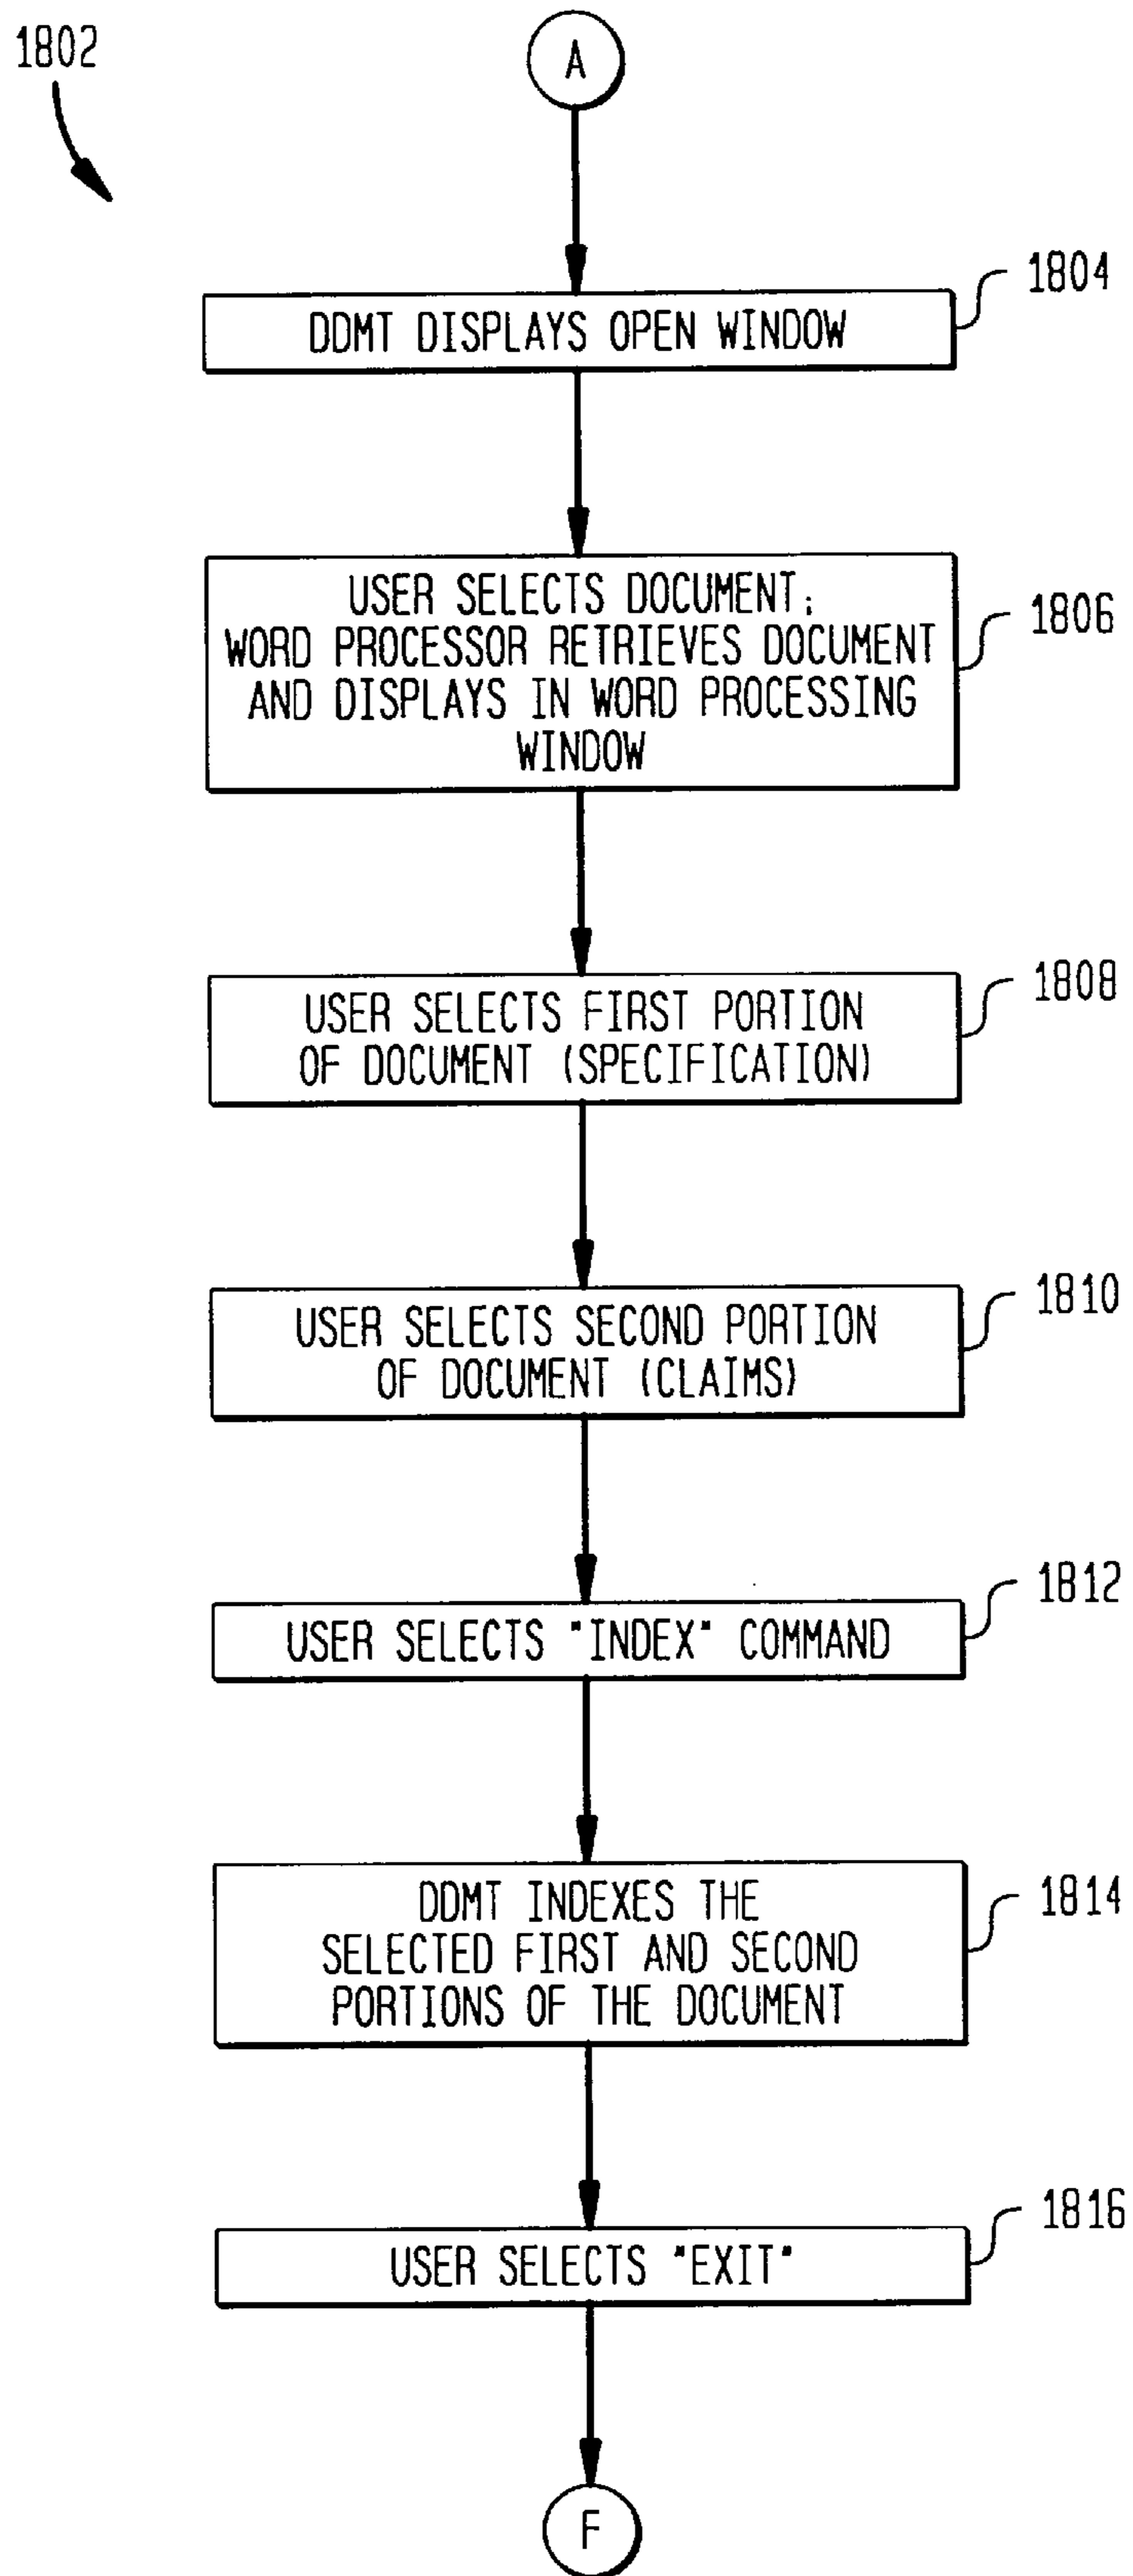 1802
A
1804
DDMT DISPLAYS OPEN WINDOW
1806
USER SELECTS DOCUMENT;
WORD PROCESSOR RETRIEVES DOCUMENT
AND DISPLAYS IN WORD PROCESSING
WINDOW
1808
USER SELECTS FIRST PORTION
OF DOCUMENT (SPECIFICATION)
1810
USER SELECTS SECOND PORTION
OF DOCUMENT (CLAIMS)
1812
USER SELECTS "INDEX" COMMAND
1814
DDMT INDEXES THE
SELECTED FIRST AND SECOND
PORTIONS OF THE DOCUMENT
1816
USER SELECTS "EXIT"
F